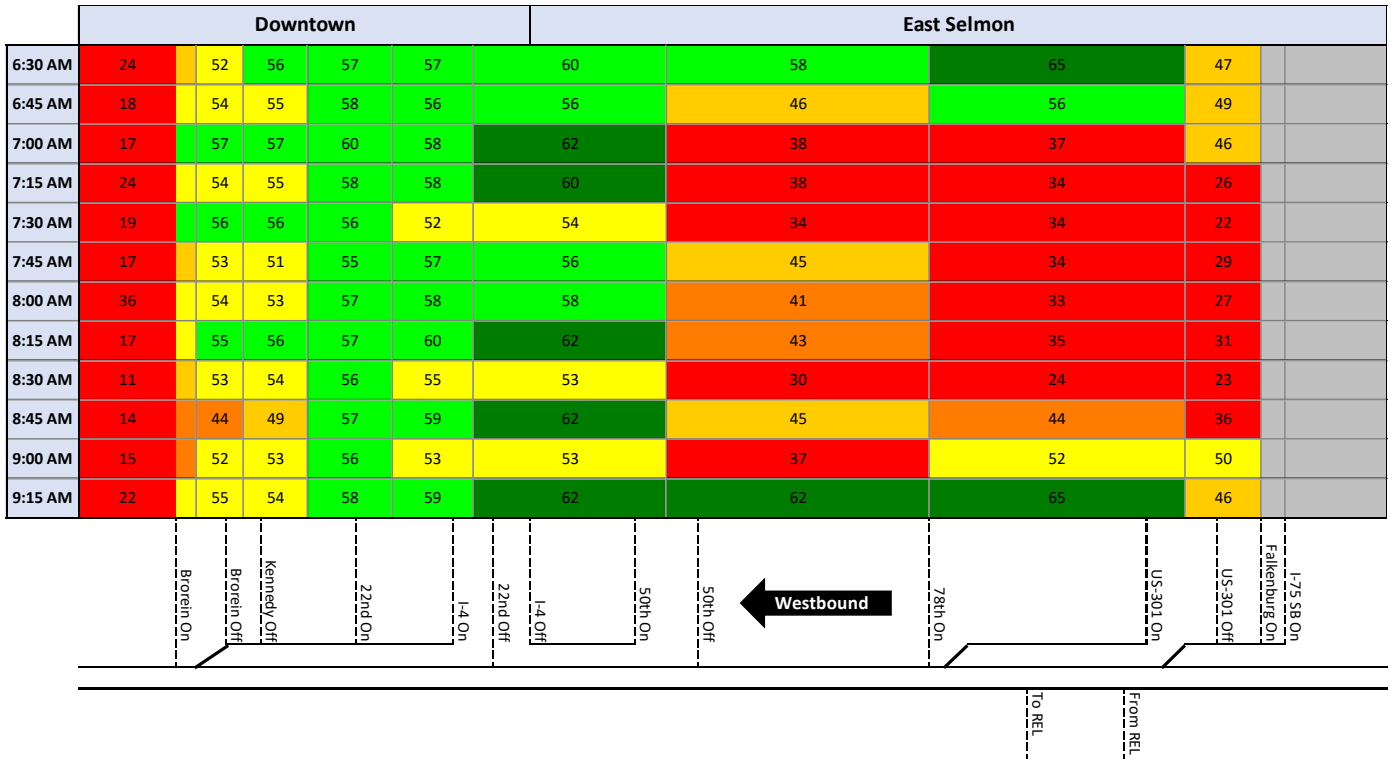 Downtown East Selmon
6:30 AM 24 52 56 57 57 60 58 65 47
6:45 AM 18 54 55 58 56 56 46 56 49
7:00 AM 17 57 57 60 58 62 38 37 46
7:15 AM 24 54 55 58 58 60 38 34 26
7:30 AM 19 56 56 56 52 54 34 34 22
7:45 AM 17 53 51 55 57 56 45 34 29
8:00 AM 36 54 53 57 58 58 41 33 27
8:15 AM 17 55 56 57 60 62 43 35 31
8:30 AM 11 53 54 56 55 53 30 24 23
8:45 AM 14 44 49 57 59 62 45 44 36
9:00 AM 15 52 53 56 53 53 37 52 50
9:15 AM 22 55 54 58 59 62 62 65 46
Brorein On
Brorein Off
Kennedy Off
22nd On
I-4 On
22nd Off
I-4 Off
50th On
50th Off
Westbound
78th On
US-301 On
US-301 Off
Falkenburg On
I-75 SB On
To REL
From REL